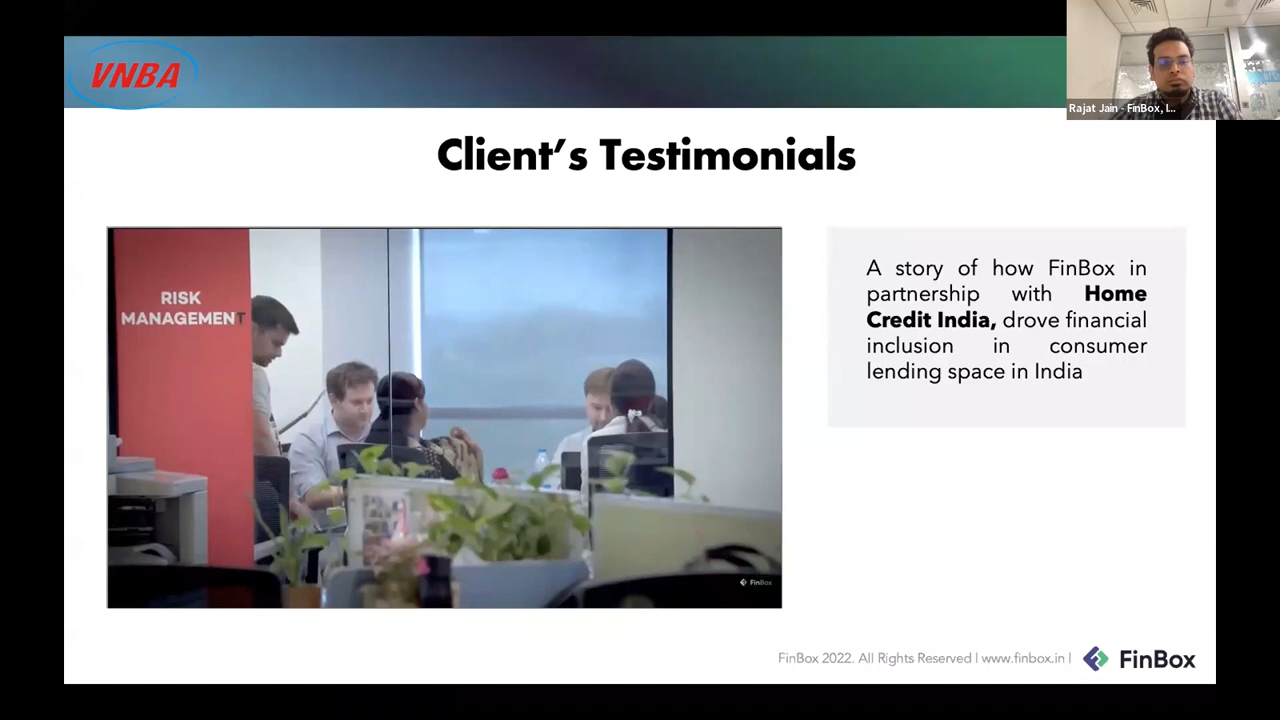 VNBA
Rajat Jain - FinBox, I...
Client's Testimonials
RISK
MANAGEMENT
A story of how FinBox in
partnership with Home
Credit India, drove financial
inclusion in consumer
lending space in India
FinBox
FinBox 2022. All Rights Reserved | www.finbox.in |
FinBox